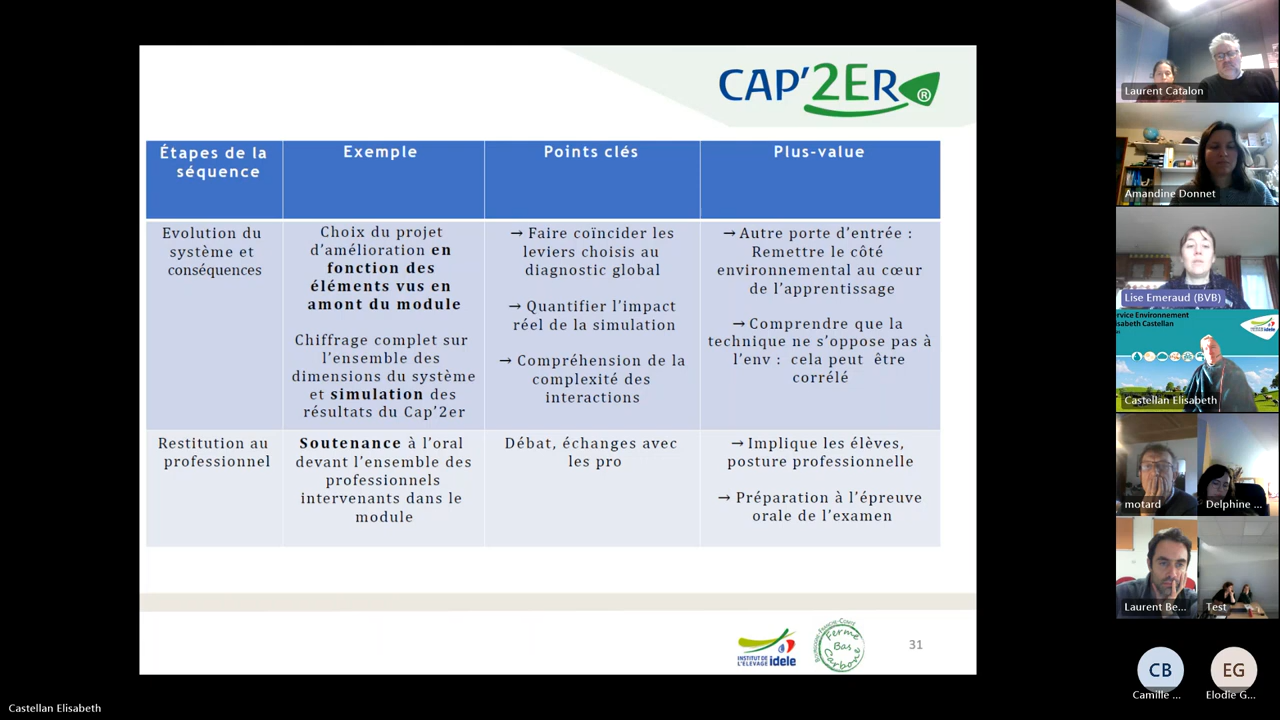 CAP'2ER®
Étapes de la
séquence
Exemple
Points clés
Plus-value
Evolution du
système et
conséquences
Choix du projet
d'amélioration en
fonction des
éléments vus en
amont du module
Chiffrage complet sur
l'ensemble des
dimensions du système
et simulation des
résultats du Cap'2er
→ Faire coïncider les
leviers choisis au
diagnostic global
→ Quantifier l'impact
réel de la simulation
→ Compréhension de la
complexité des
interactions
→ Autre porte d'entrée :
Remettre le côté
environnemental au cœur
de l'apprentissage
→ Comprendre que la
technique ne s'oppose pas à
l'env : cela peut être
corrélé
Restitution au
professionnel
Soutenance à l'oral
devant l'ensemble des
professionnels
intervenants dans le
module
Débat, échanges avec
les pro
→ Implique les élèves,
posture professionnelle
→ Préparation à l'épreuve
orale de l'examen
INSTITUT DE
L'ÉLEVAGE idele
Ferme
Bas
Carbone
31
Laurent Catalon
Amandine Donnet
Lise Emeraud (BVB)
rvice Environnement
isabeth Castellan
idele
Castellan Elisabeth
motard
Delphine ...
Laurent Be...
Test
CB
Camille ...
EG
Elodie G...
Castellan Elisabeth